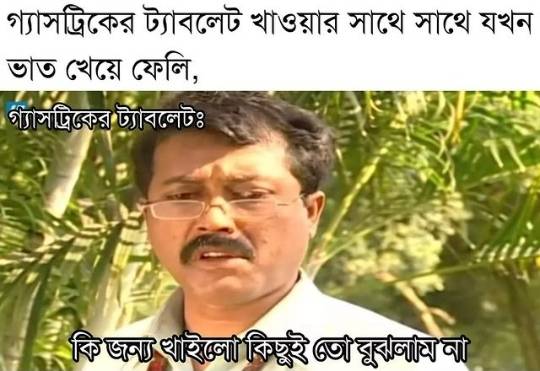 গ্যাসট্রিকের ট্যাবলেট খাওয়ার সাথে সাথে যখন
ভাত খেয়ে ফেলি,
গ্যাসট্রিকের ট্যাবলেটঃ
কি জন্য খাইলো কিছুই তো বুঝলাম না